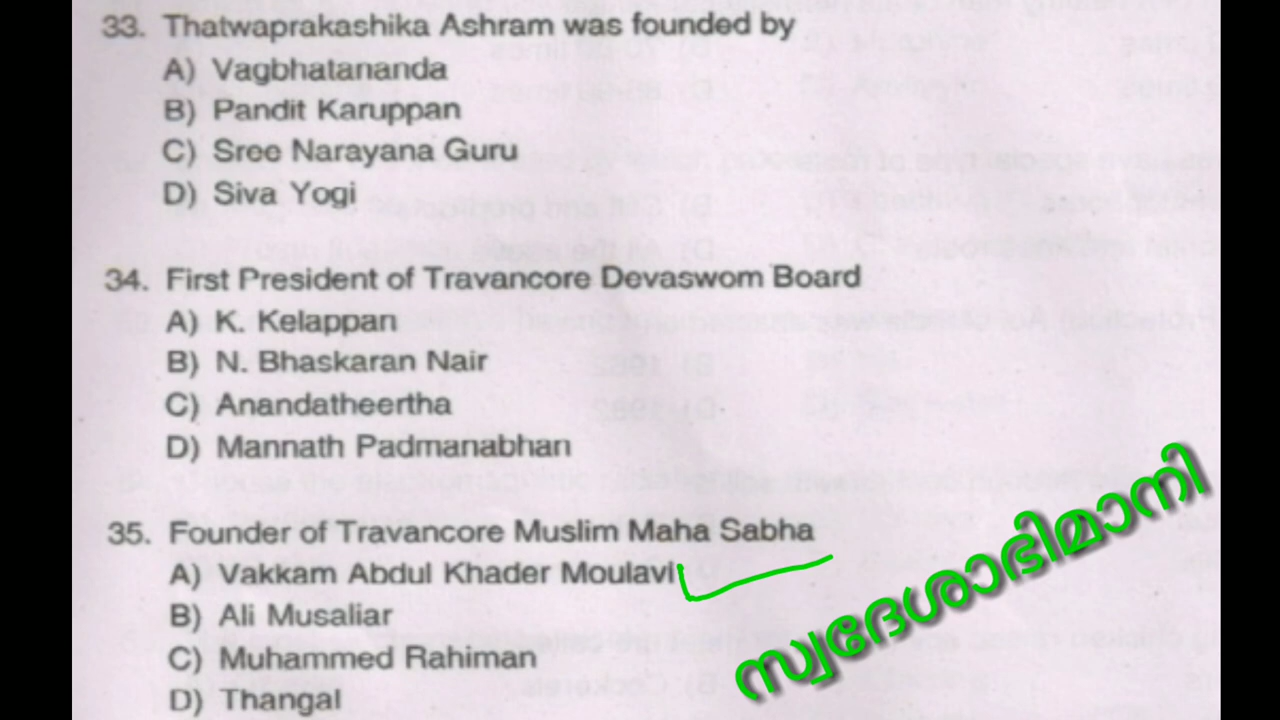 33. Thatwaprakashika Ashram was founded by
A) Vagbhatananda
B) Pandit Karuppan
C) Sree Narayana Guru
D) Siva Yogi
34. First President of Travancore Devaswom Board
A) K. Kelappan
B) N. Bhaskaran Nair
C) Anandatheertha
D) Mannath Padmanabhan
35. Founder of Travancore Muslim Maha Sabha
A) Vakkam Abdul Khader Moulavi
B) Ali Musaliar
C) Muhammed Rahiman
D) Thangal
സ്വദേശാഭിമാനി